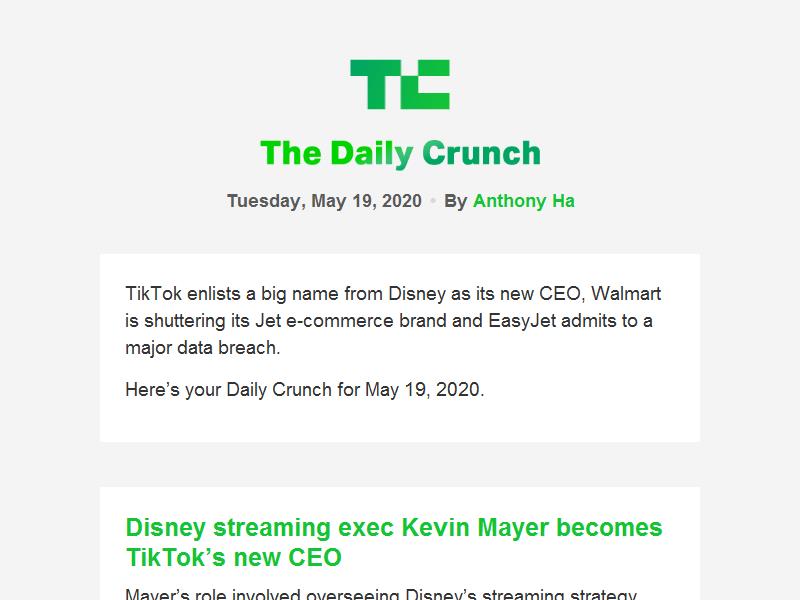 TC
The Daily Crunch
Tuesday, May 19, 2020 • By Anthony Ha
TikTok enlists a big name from Disney as its new CEO, Walmart
is shuttering its Jet e-commerce brand and EasyJet admits to a
major data breach.
Here’s your Daily Crunch for May 19, 2020.
Disney streaming exec Kevin Mayer becomes
TikTok’s new CEO
Mayer’s role involved overseeing Disney’s streaming strategy,